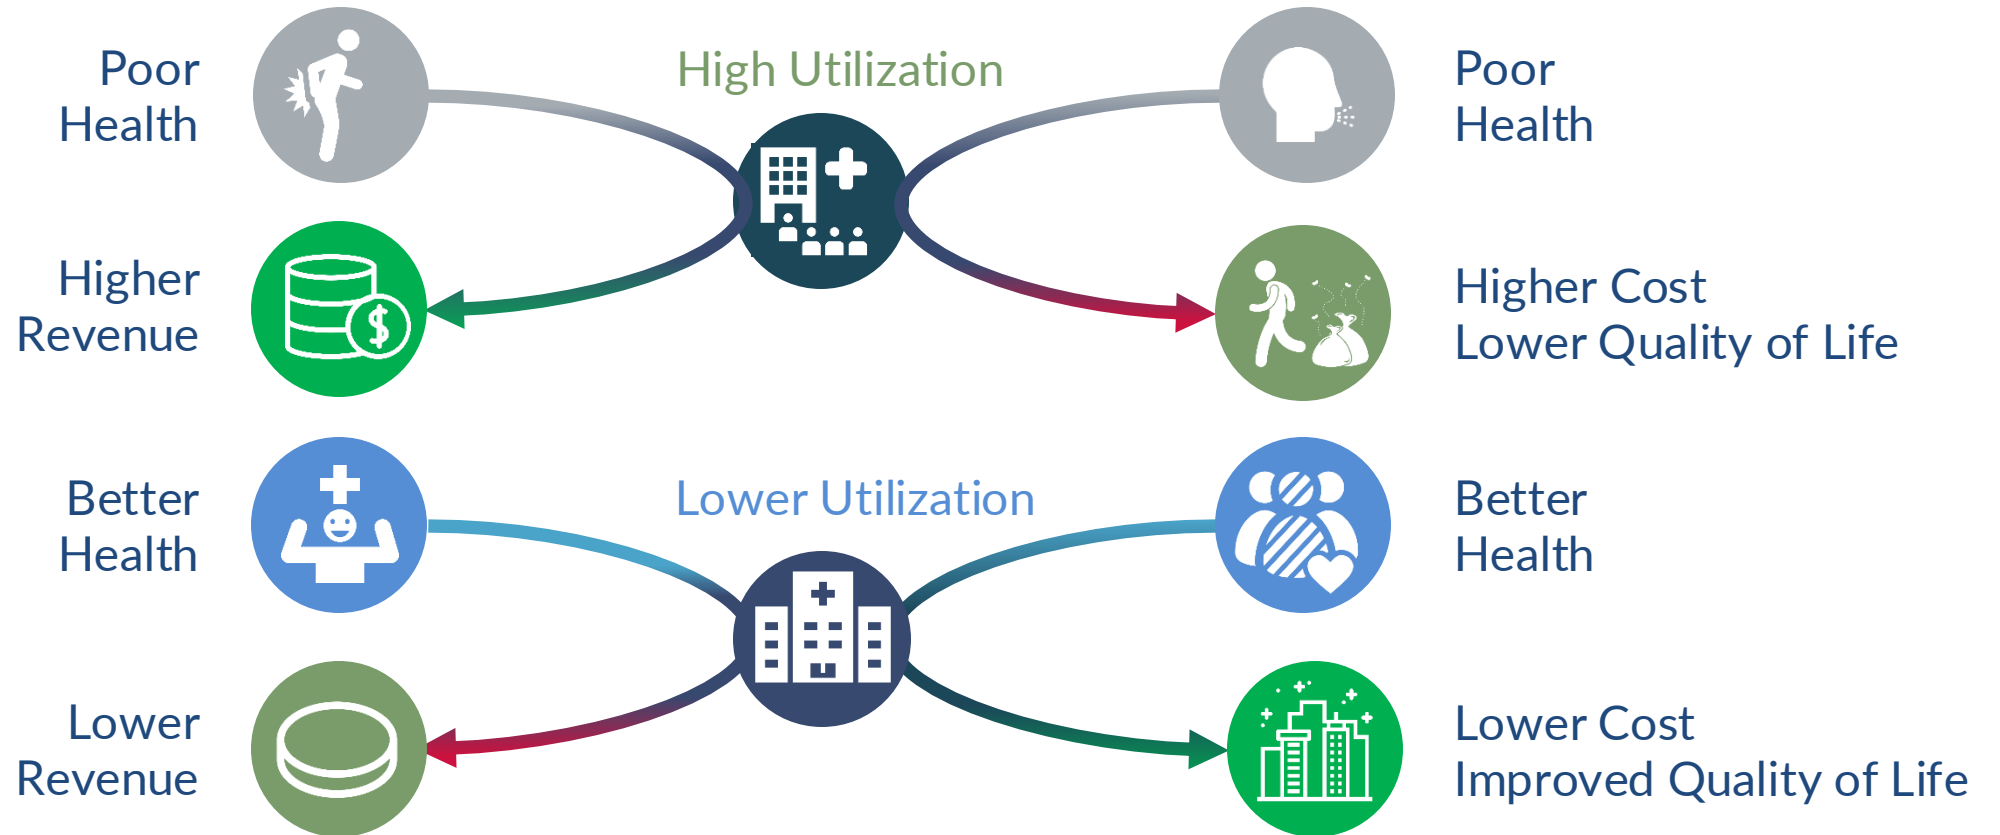 Poor
Health
High Utilization
Poor
Health
Higher
Revenue
$
Higher Cost
Lower Quality of Life
Better
Health
Lower Utilization
Better
Health
Lower
Revenue
Lower Cost
Improved Quality of Life